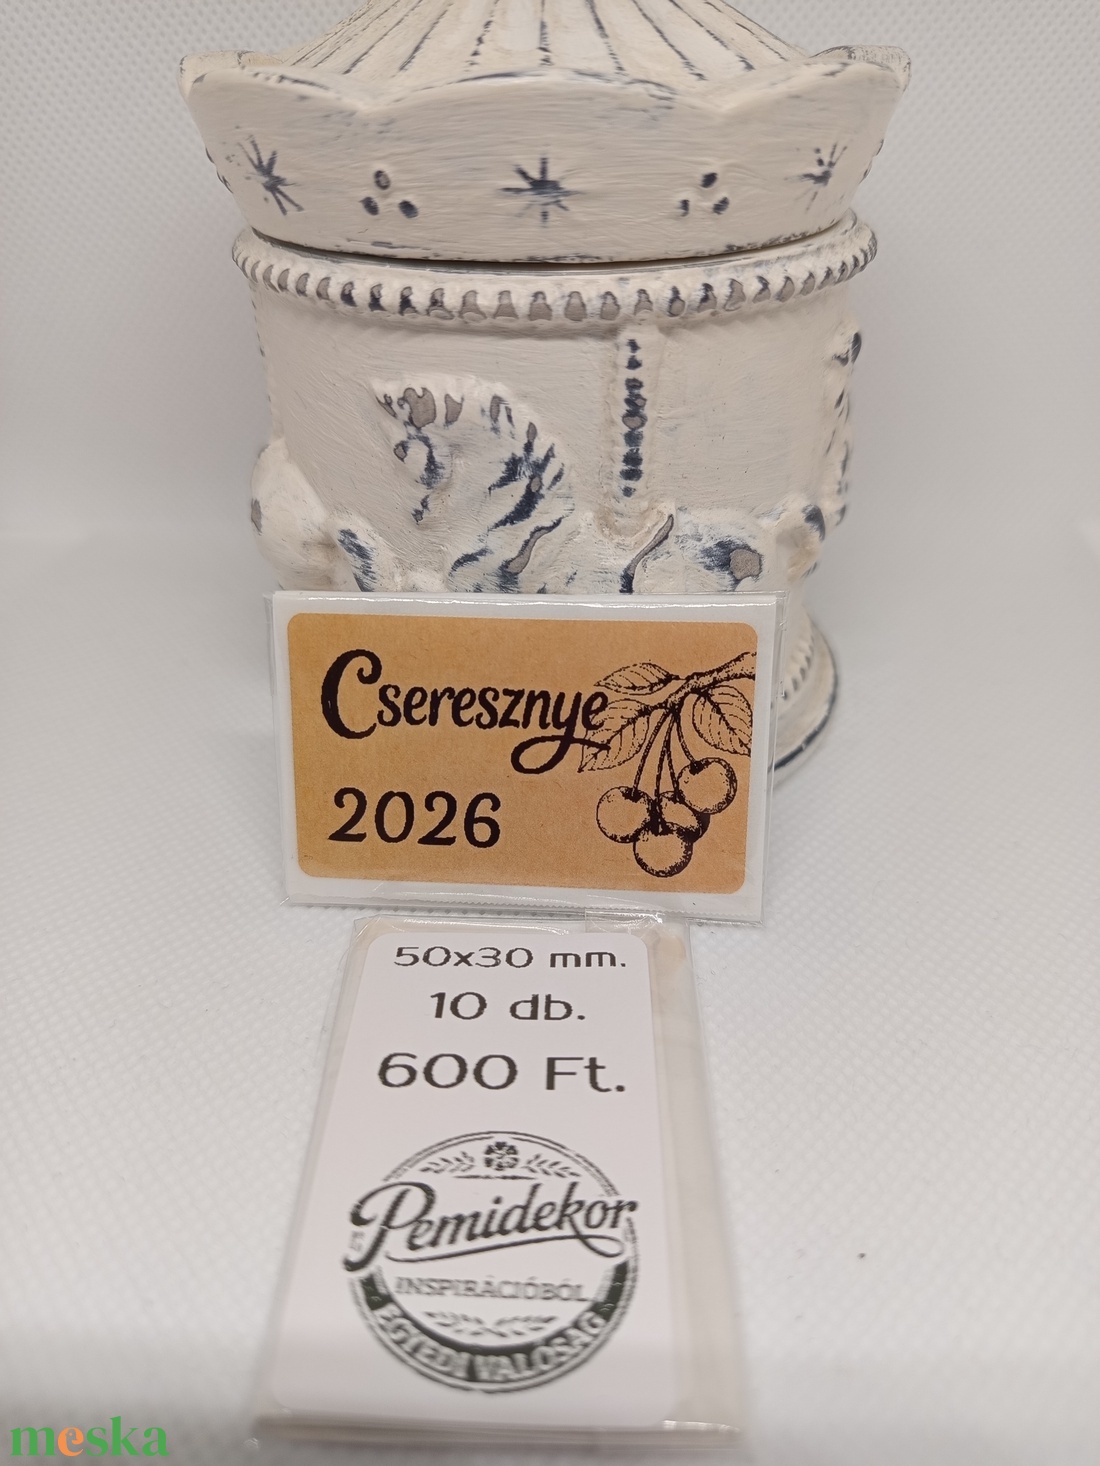 Cseresznye
2026
50x30 mm.
10 db.
600 Ft.
Pemidekor
INSPIRÁCIÓBÓL
EGYEDI VALÓSÁG
meska